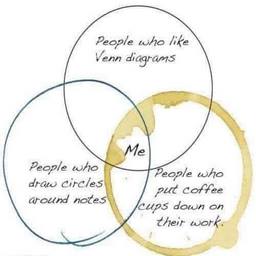 People who like
Venn diagrams
Me
People who
draw circles
around notes
People who
put coffee
cups down on
their work.